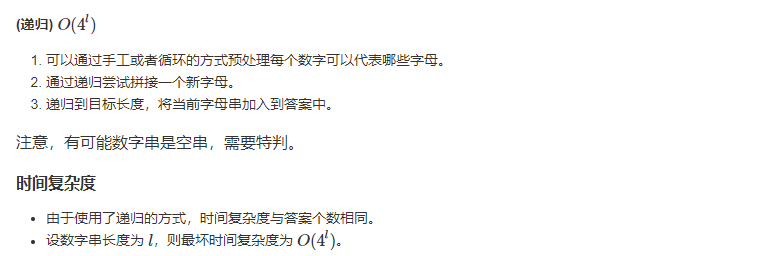 (递归) O(4^l)
1. 可以通过手工或者循环的方式预处理每个数字可以代表哪些字母。
2. 通过递归尝试拼接一个新字母。
3. 递归到目标长度，将当前字母串加入到答案中。
注意，有可能数字串是空串，需要特判。
时间复杂度
• 由于使用了递归的方式，时间复杂度与答案个数相同。
• 设数字串长度为 l，则最坏时间复杂度为 O(4^l)。